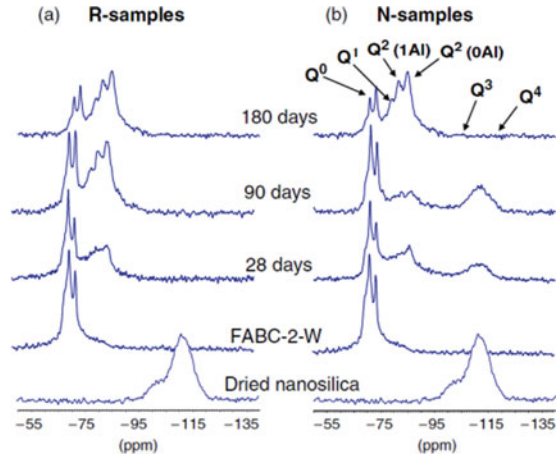 (a) R-samples
(b) N-samples
Q⁰ Q¹ Q² (1Al) Q² (0Al) Q³ Q⁴
180 days
90 days
28 days
FABC-2-W
Dried nanosilica
−55 −75 −95 −115 −135
(ppm)
−55 −75 −95 −115 −135
(ppm)